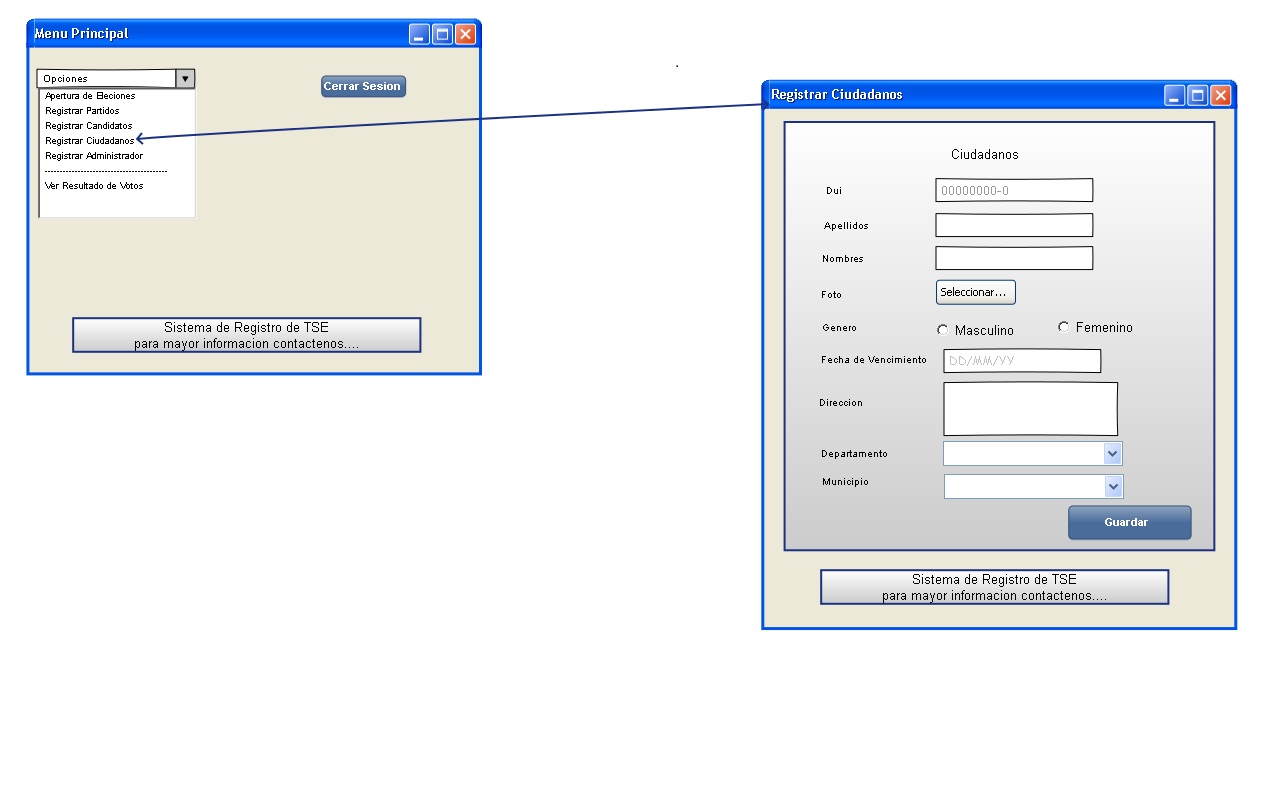 Menu Principal
Opciones
Cerrar Sesion
Apertura de Eleciones
Registrar Partidos
Registrar Candidatos
Registrar Ciudadanos
Registrar Administrador
-----------------------------------------
Ver Resultado de Votos
Sistema de Registro de TSE
para mayor informacion contactenos....
.
Registrar Ciudadanos
Ciudadanos
Dui 00000000-0
Apellidos
Nombres
Foto Seleccionar...
Genero Masculino Femenino
Fecha de Vencimiento DD/MM/YY
Direccion
Departamento
Municipio
Guardar
Sistema de Registro de TSE
para mayor informacion contactenos....